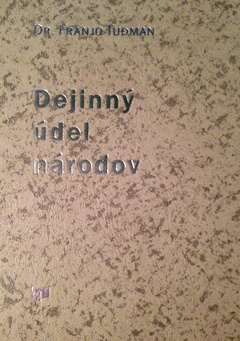 DR. FRANJO TUĐMAN
Dejinný
údel
národov